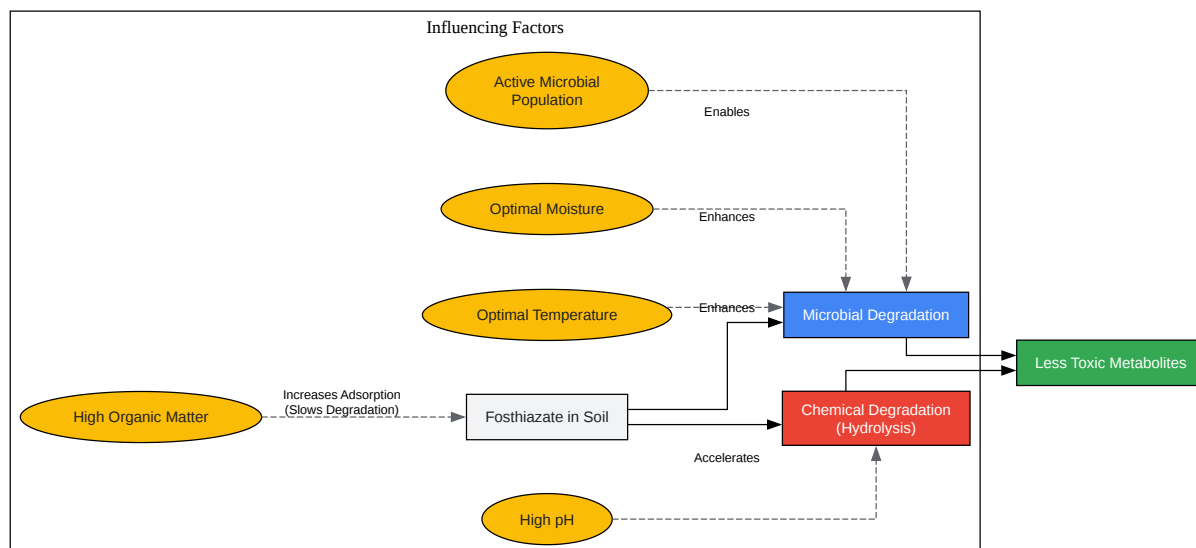 Influencing Factors
Active Microbial
Population
Enables
Optimal Moisture
Enhances
Optimal Temperature
Enhances
Microbial Degradation
Less Toxic Metabolites
High Organic Matter
Increases Adsorption
(Slows Degradation)
Fosthiazate in Soil
Chemical Degradation
(Hydrolysis)
Accelerates
High pH